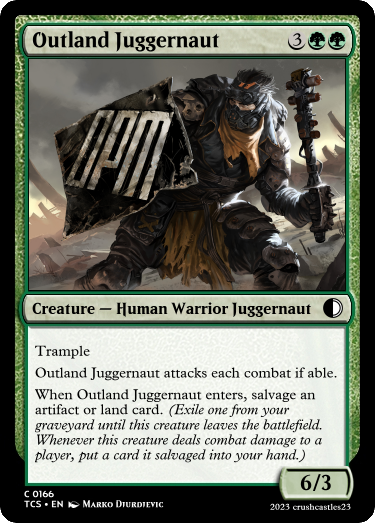 Outland Juggernaut 3
OPM
Creature — Human Warrior Juggernaut
Trample
Outland Juggernaut attacks each combat if able.
When Outland Juggernaut enters, salvage an
artifact or land card. (Exile one from your
graveyard until this creature leaves the battlefield.
Whenever this creature deals combat damage to a
player, put a card it salvaged into your hand.)
6/3
C 0166
TCS • EN Marko Djurdjevic
2023 crushcastles23